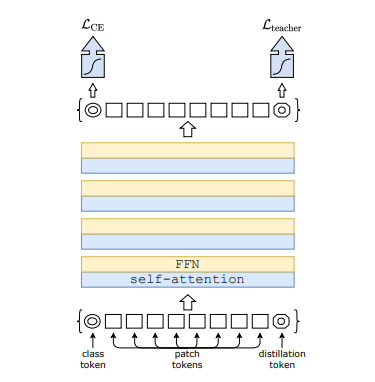 ℒCE ℒteacher
FFN
self-attention
class token
patch tokens
distillation token